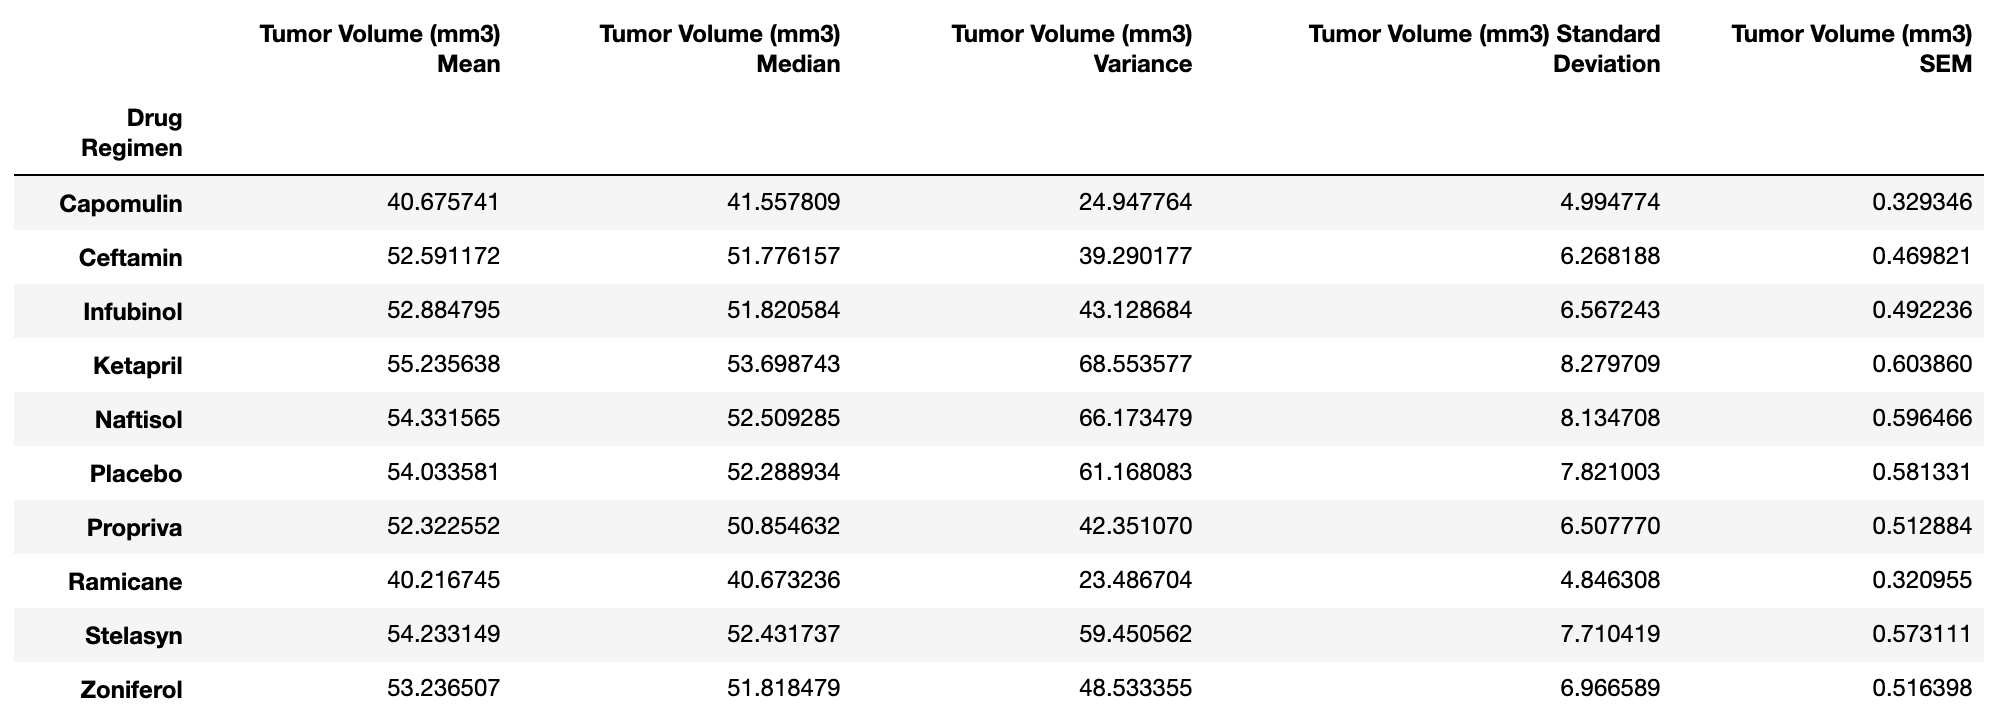 Tumor Volume (mm3) Mean Tumor Volume (mm3) Median Tumor Volume (mm3) Variance Tumor Volume (mm3) Standard Deviation Tumor Volume (mm3) SEM
Drug
Regimen
Capomulin 40.675741 41.557809 24.947764 4.994774 0.329346
Ceftamin 52.591172 51.776157 39.290177 6.268188 0.469821
Infubinol 52.884795 51.820584 43.128684 6.567243 0.492236
Ketapril 55.235638 53.698743 68.553577 8.279709 0.603860
Naftisol 54.331565 52.509285 66.173479 8.134708 0.596466
Placebo 54.033581 52.288934 61.168083 7.821003 0.581331
Propriva 52.322552 50.854632 42.351070 6.507770 0.512884
Ramicane 40.216745 40.673236 23.486704 4.846308 0.320955
Stelasyn 54.233149 52.431737 59.450562 7.710419 0.573111
Zoniferol 53.236507 51.818479 48.533355 6.966589 0.516398